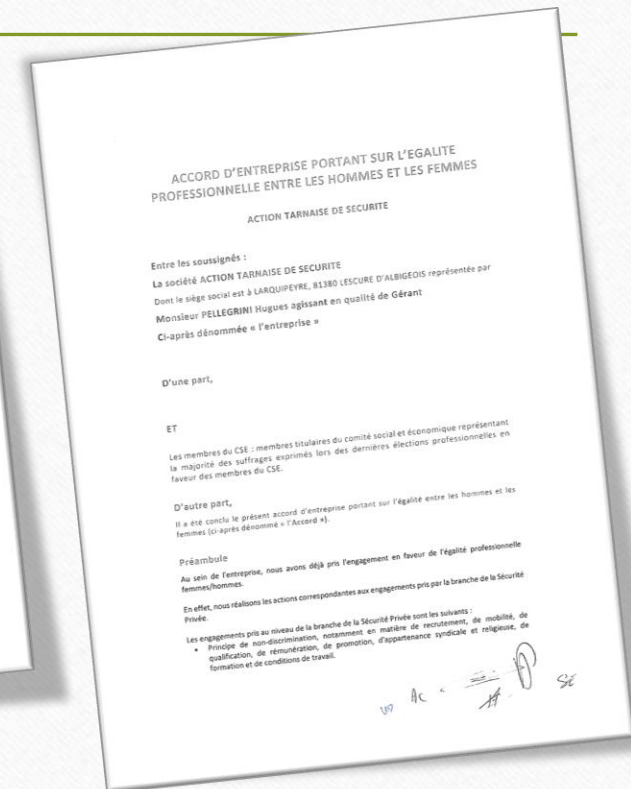 ACCORD D'ENTREPRISE PORTANT SUR L'EGALITE
PROFESSIONNELLE ENTRE LES HOMMES ET LES FEMMES
ACTION TARNAISE DE SECURITE
Entre les soussignés :
La société ACTION TARNAISE DE SECURITE
Dont le siège social est à LARQUIPEYRE, 81380 LESCURE D'ALBIGEOIS représentée par
Monsieur PELLEGRINI Hugues agissant en qualité de Gérant
Ci-après dénommée « l'entreprise »
D'une part,
ET
Les membres du CSE : membres titulaires du comité social et économique représentant
la majorité des suffrages exprimés lors des dernières élections professionnelles en
faveur des membres du CSE.
D'autre part,
Il a été conclu le présent accord d'entreprise portant sur l'égalité entre les hommes et les
femmes (ci-après dénommé « l'Accord »).
Préambule
Au sein de l'entreprise, nous avons déjà pris l'engagement en faveur de l'égalité professionnelle
femmes/hommes.
En effet, nous réalisons les actions correspondantes aux engagements pris par la branche de la Sécurité
Privée.
Les engagements pris au niveau de la branche de la Sécurité Privée sont les suivants :
• Principe de non-discrimination, notamment en matière de recrutement, de mobilité, de
qualification, de rémunération, de promotion, d'appartenance syndicale et religieuse, de
formation et de conditions de travail.
AC